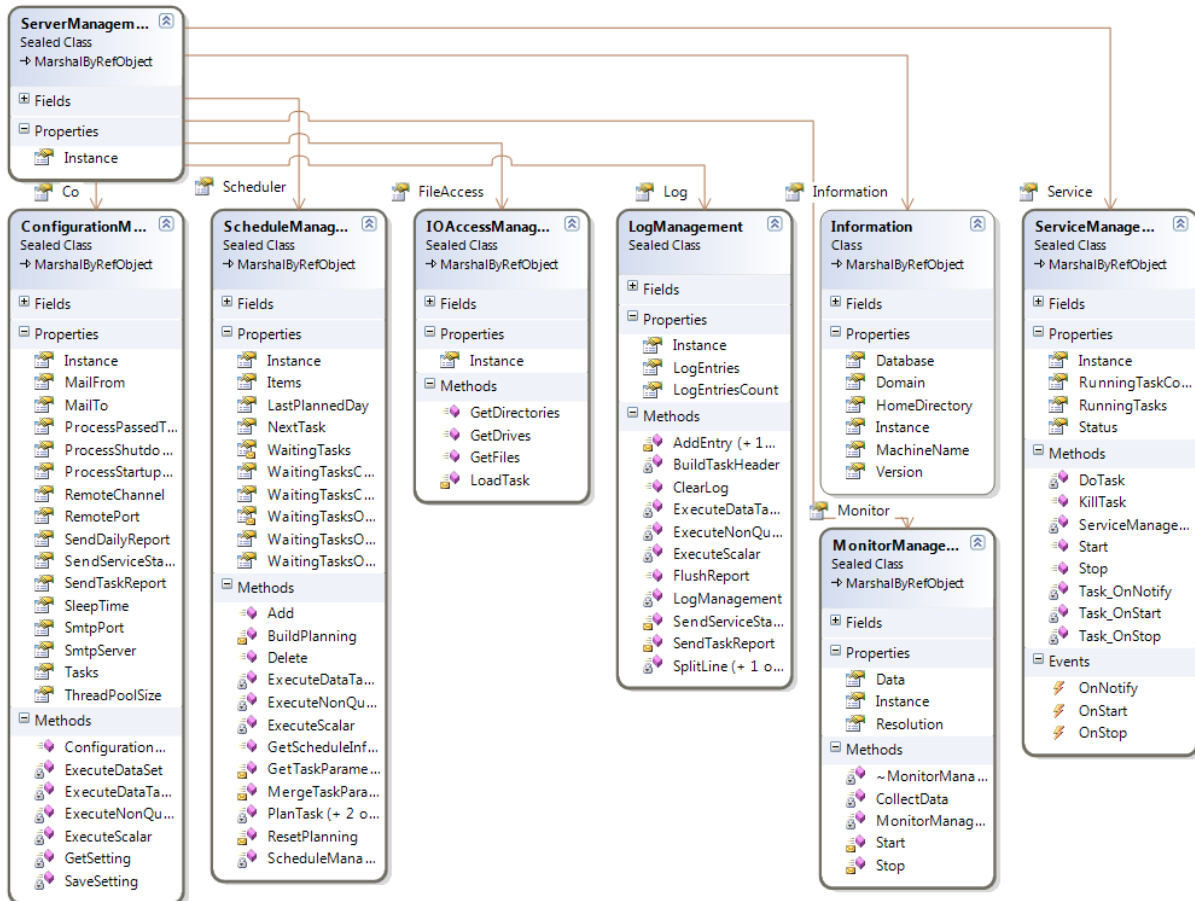 ServerManagem...
Sealed Class
MarshalByRefObject
Fields
Properties
Instance
Co
Scheduler
FileAccess
Log
Information
Service
ConfigurationM...
Sealed Class
MarshalByRefObject
Fields
Properties
Instance
MailFrom
MailTo
ProcessPassedT...
ProcessShutdo...
ProcessStartup...
RemoteChannel
RemotePort
SendDailyReport
SendServiceSta...
SendTaskReport
SleepTime
SmtpPort
SmtpServer
Tasks
ThreadPoolSize
Methods
Configuration...
ExecuteDataSet
ExecuteDataTa...
ExecuteNonQu...
ExecuteScalar
GetSetting
SaveSetting
ScheduleManag...
Sealed Class
MarshalByRefObject
Fields
Properties
Instance
Items
LastPlannedDay
NextTask
WaitingTasks
WaitingTasksC...
WaitingTasksC...
WaitingTasksO...
WaitingTasksO...
WaitingTasksO...
Methods
Add
BuildPlanning
Delete
ExecuteDataTa...
ExecuteNonQu...
ExecuteScalar
GetScheduleInf...
GetTaskParame...
MergeTaskPara...
PlanTask (+ 2 o...
ResetPlanning
ScheduleMana...
IOAccessManag...
Sealed Class
MarshalByRefObject
Fields
Properties
Instance
Methods
GetDirectories
GetDrives
GetFiles
LoadTask
LogManagement
Sealed Class
Fields
Properties
Instance
LogEntries
LogEntriesCount
Methods
AddEntry (+ 1...
BuildTaskHeader
ClearLog
ExecuteDataTa...
ExecuteNonQu...
ExecuteScalar
FlushReport
LogManagement
SendServiceSta...
SendTaskReport
SplitLine (+ 1 o...
Information
Class
MarshalByRefObject
Fields
Properties
Database
Domain
HomeDirectory
Instance
MachineName
Version
Monitor
MonitorManage...
Sealed Class
MarshalByRefObject
Fields
Properties
Data
Instance
Resolution
Methods
~MonitorMana...
CollectData
MonitorManag...
Start
Stop
ServiceManage...
Sealed Class
MarshalByRefObject
Fields
Properties
Instance
RunningTaskCo...
RunningTasks
Status
Methods
DoTask
KillTask
ServiceManage...
Start
Stop
Task_OnNotify
Task_OnStart
Task_OnStop
Events
OnNotify
OnStart
OnStop